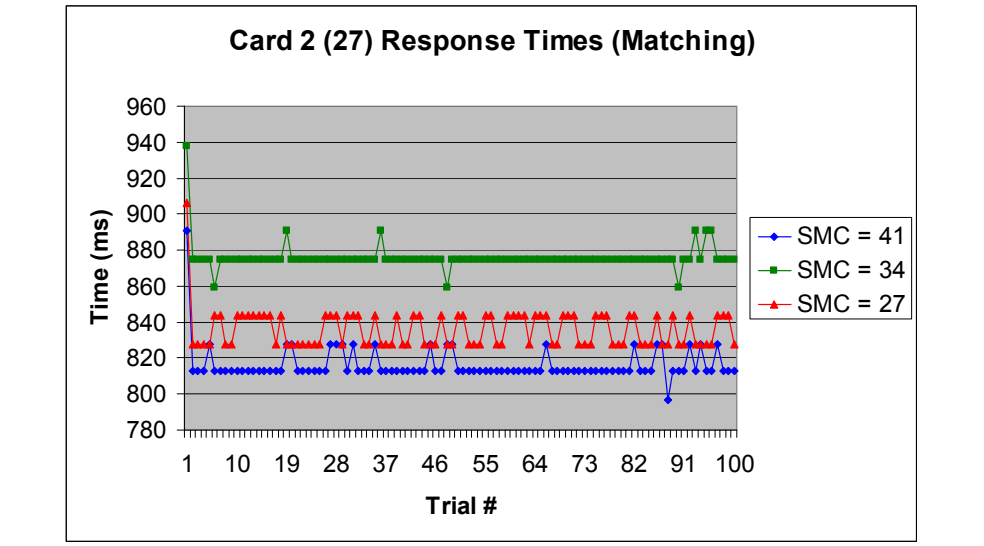 Card 2 (27) Response Times (Matching)
960
940
920
900
880
860
840
820
800
780
Time (ms)
1 10 19 28 37 46 55 64 73 82 91 100
Trial #
SMC = 41
SMC = 34
SMC = 27